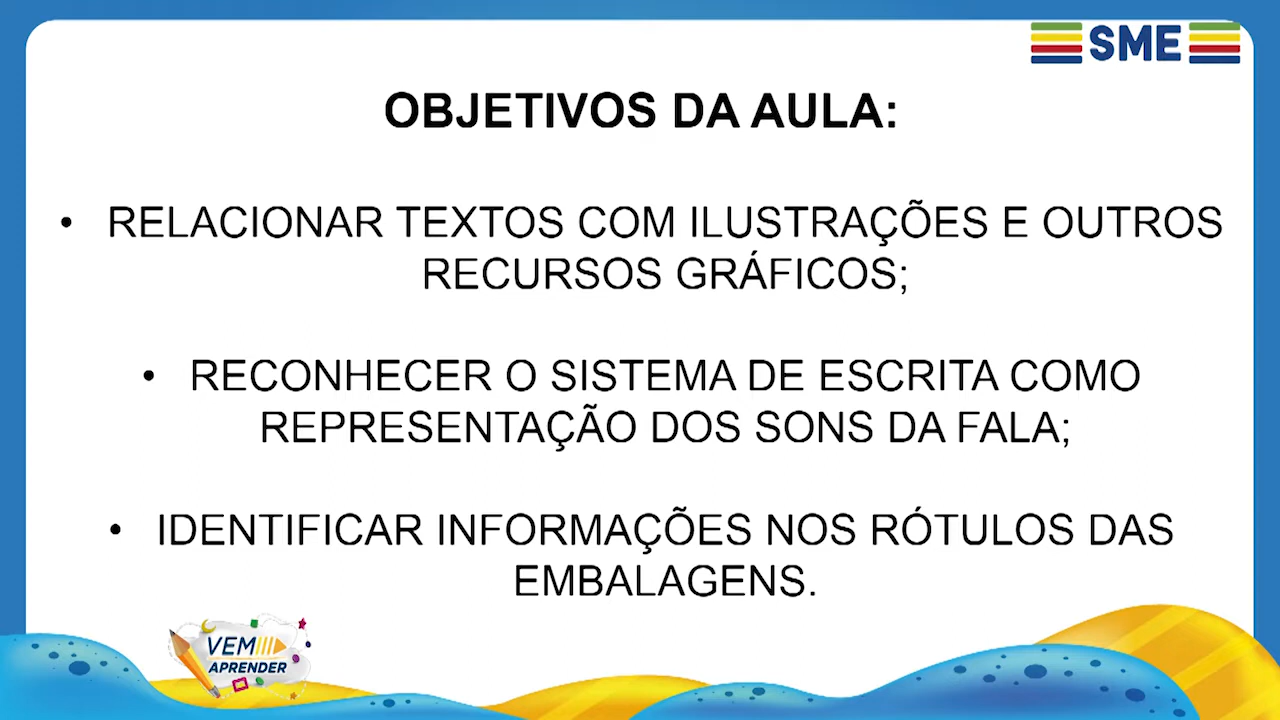 SME
OBJETIVOS DA AULA:
• RELACIONAR TEXTOS COM ILUSTRAÇÕES E OUTROS
RECURSOS GRÁFICOS;
• RECONHECER O SISTEMA DE ESCRITA COMO
REPRESENTAÇÃO DOS SONS DA FALA;
• IDENTIFICAR INFORMAÇÕES NOS RÓTULOS DAS
EMBALAGENS.
VEM
APRENDER